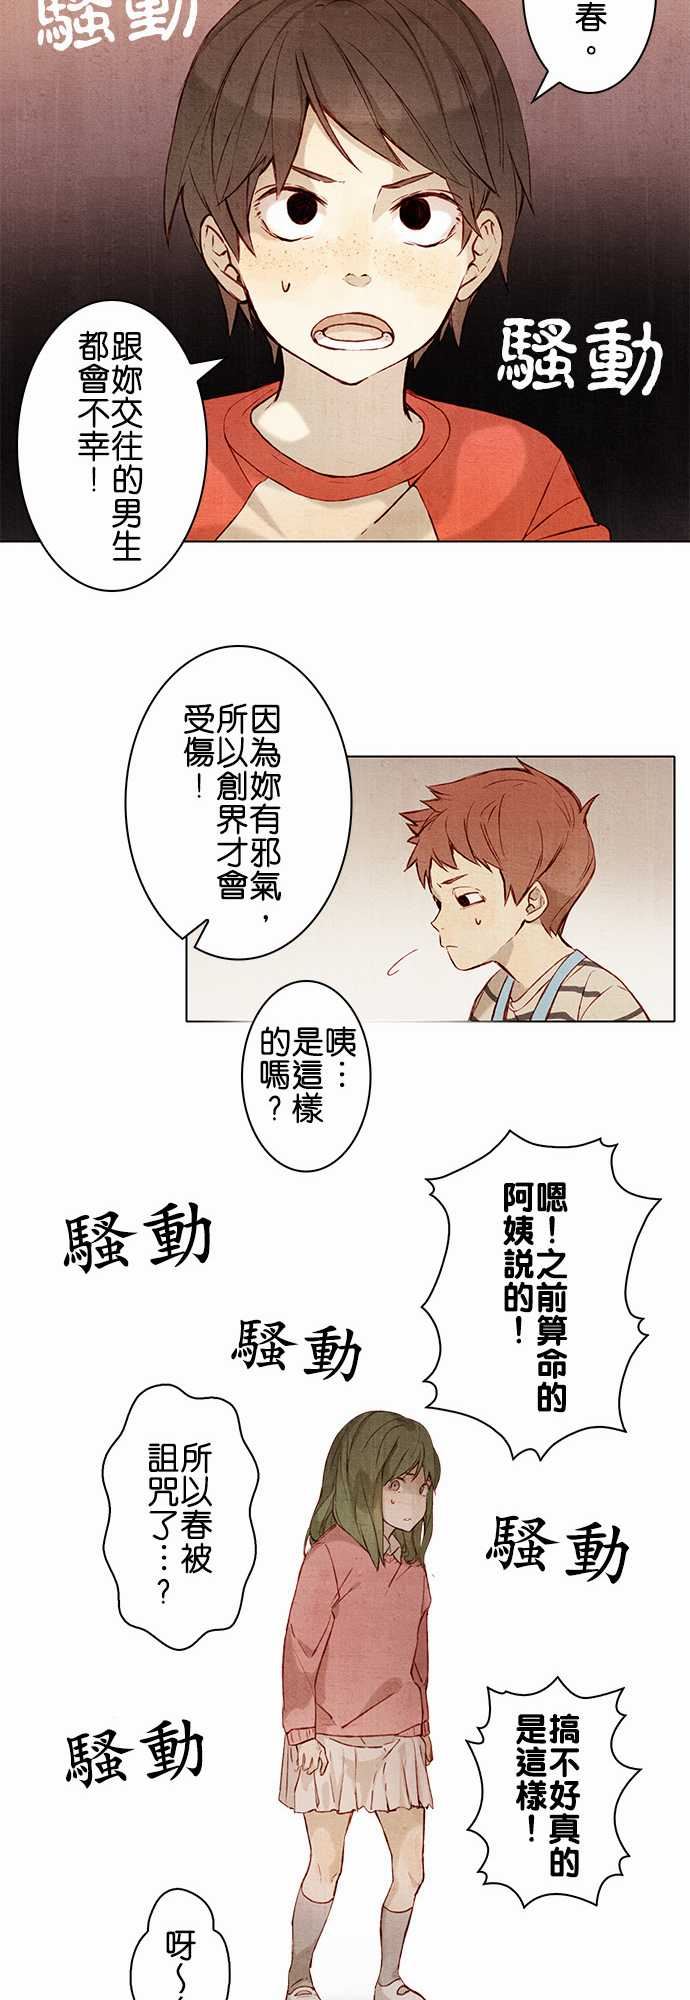 騷動
春。
騷動
跟妳交往的男生
都會不幸！
因為妳有邪氣，
所以創界才會
受傷！
咦…
是這樣
的嗎？
嗯！之前算命的
阿姨說的！
騷動
騷動
所以春被
詛咒了…？
騷動
搞不好真的
是這樣！
騷動
呀～